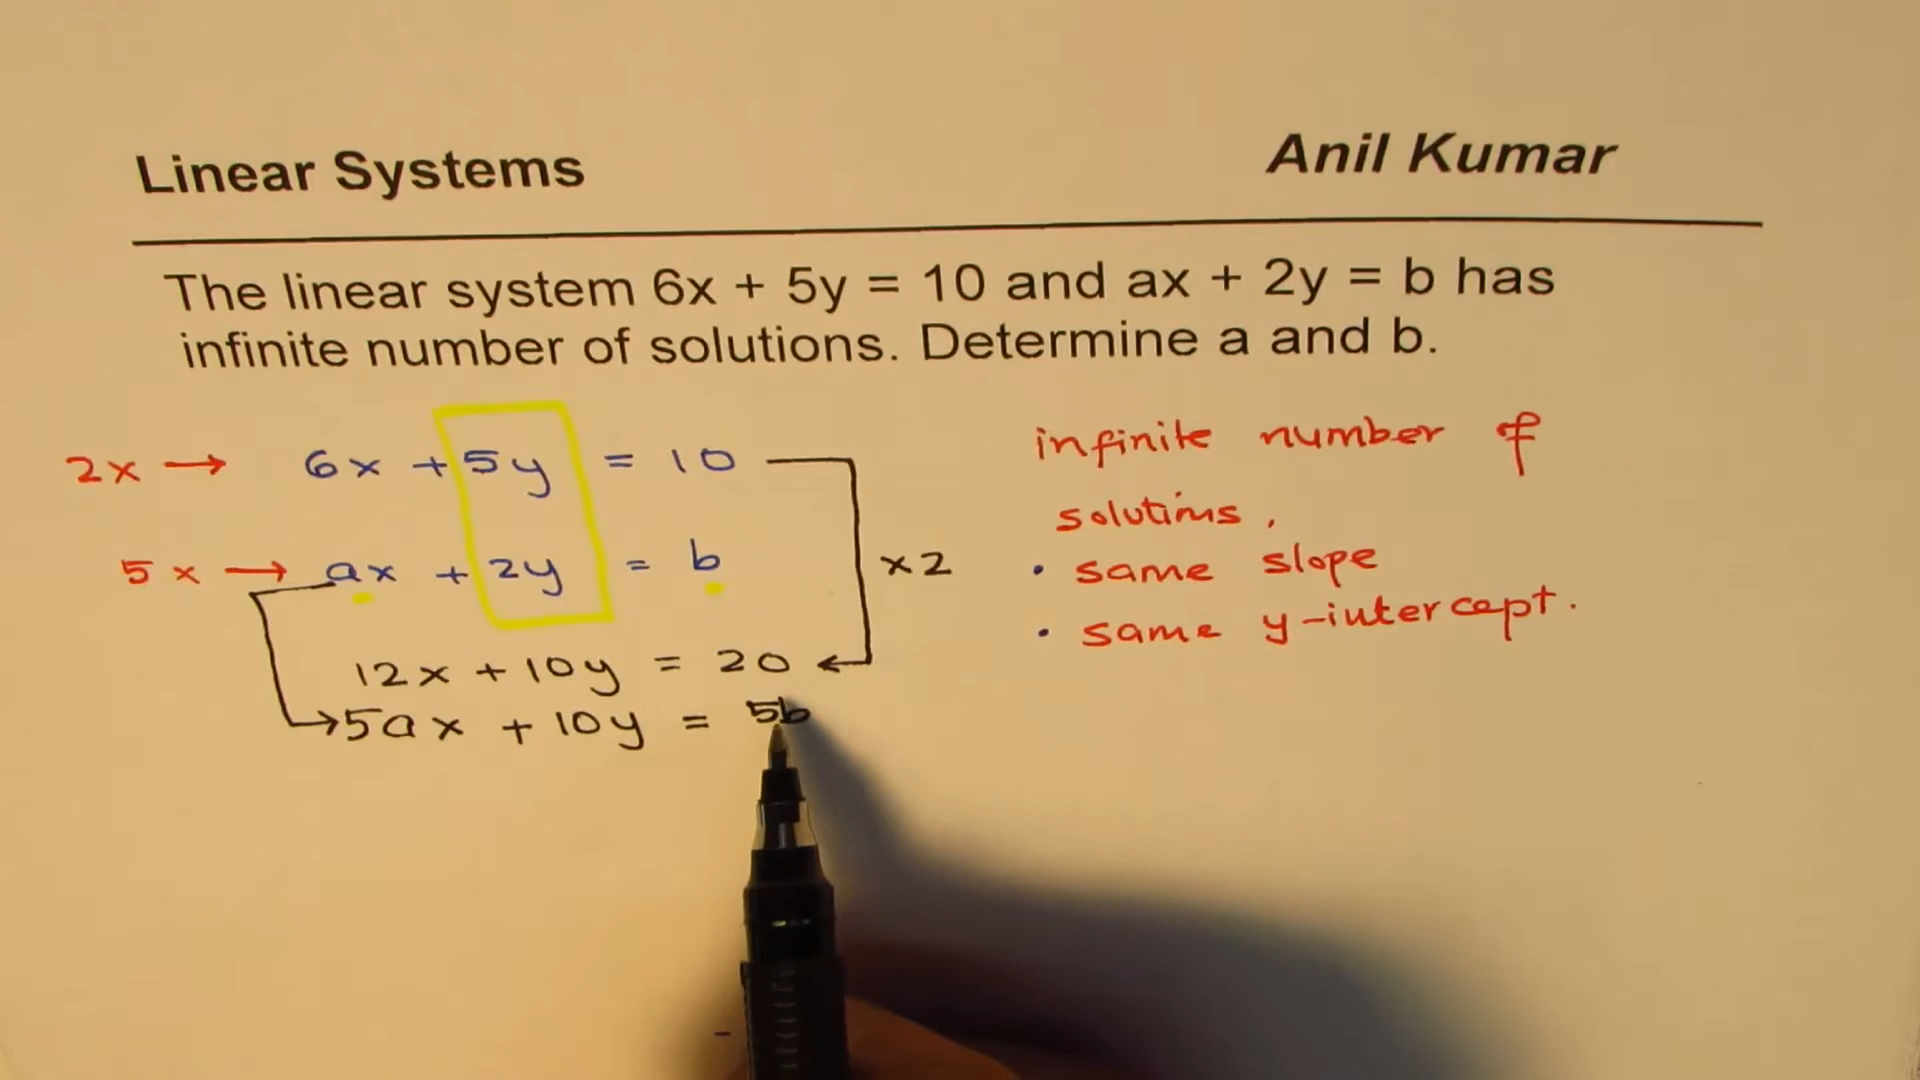 Linear Systems
Anil Kumar
The linear system 6x + 5y = 10 and ax + 2y = b has
infinite number of solutions. Determine a and b.
2x → 6x + 5y = 10
5x → ax + 2y = b
x2
12x + 10y = 20
5ax + 10y = 5b
infinite number of
solutions,
• same slope
• same y-intercept.